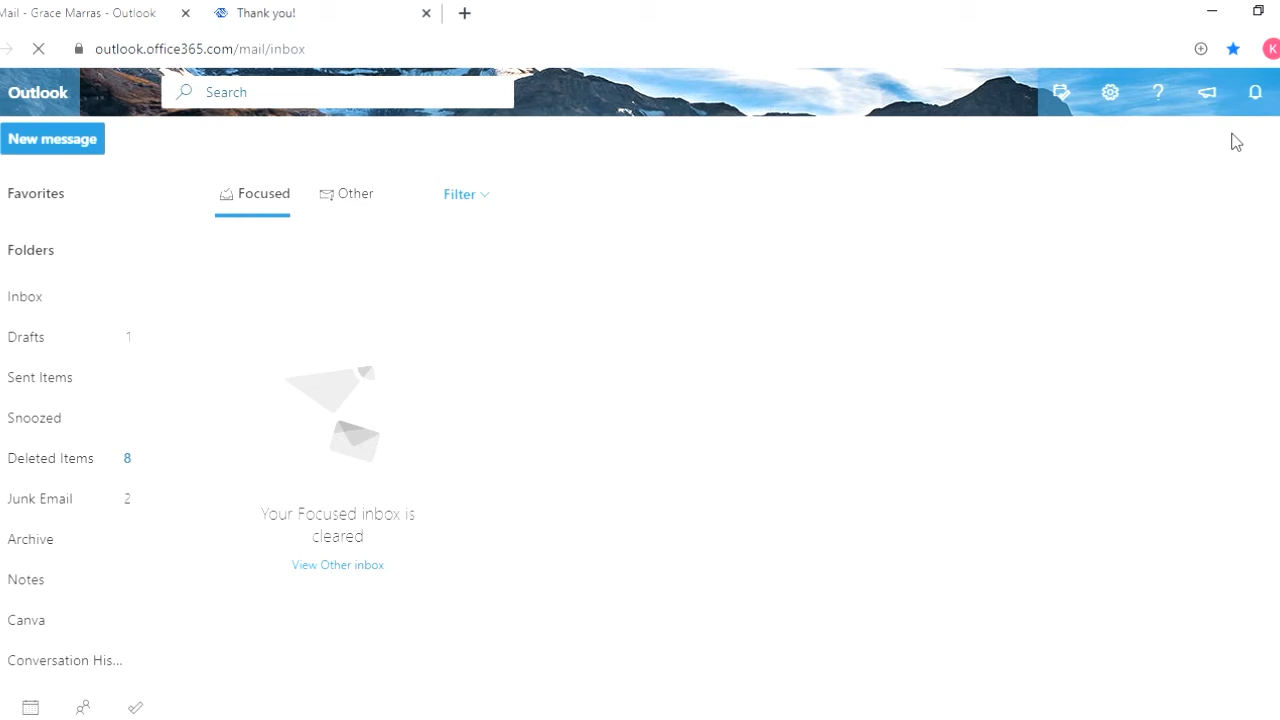 Mail - Grace Marras - Outlook
Thank you!
outlook.office365.com/mail/inbox
K
Outlook
Search
New message
Favorites
Focused
Other
Filter
Folders
Inbox
Drafts 1
Sent Items
Snoozed
Deleted Items 8
Junk Email 2
Archive
Notes
Canva
Conversation His...
Your Focused inbox is
cleared
View Other inbox